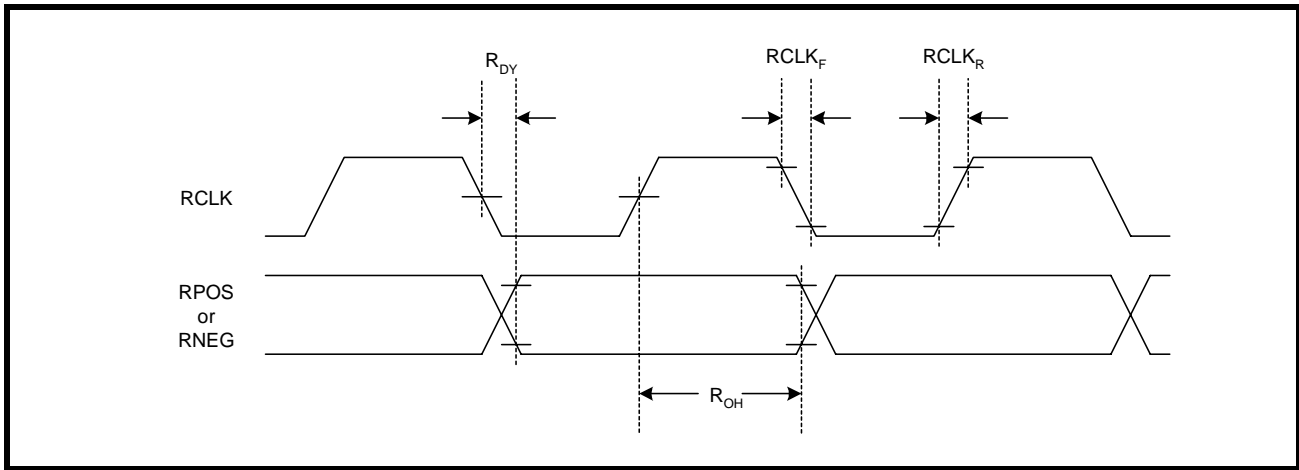 R_DY
RCLK_F
RCLK_R
RCLK
RPOS
or
RNEG
R_OH